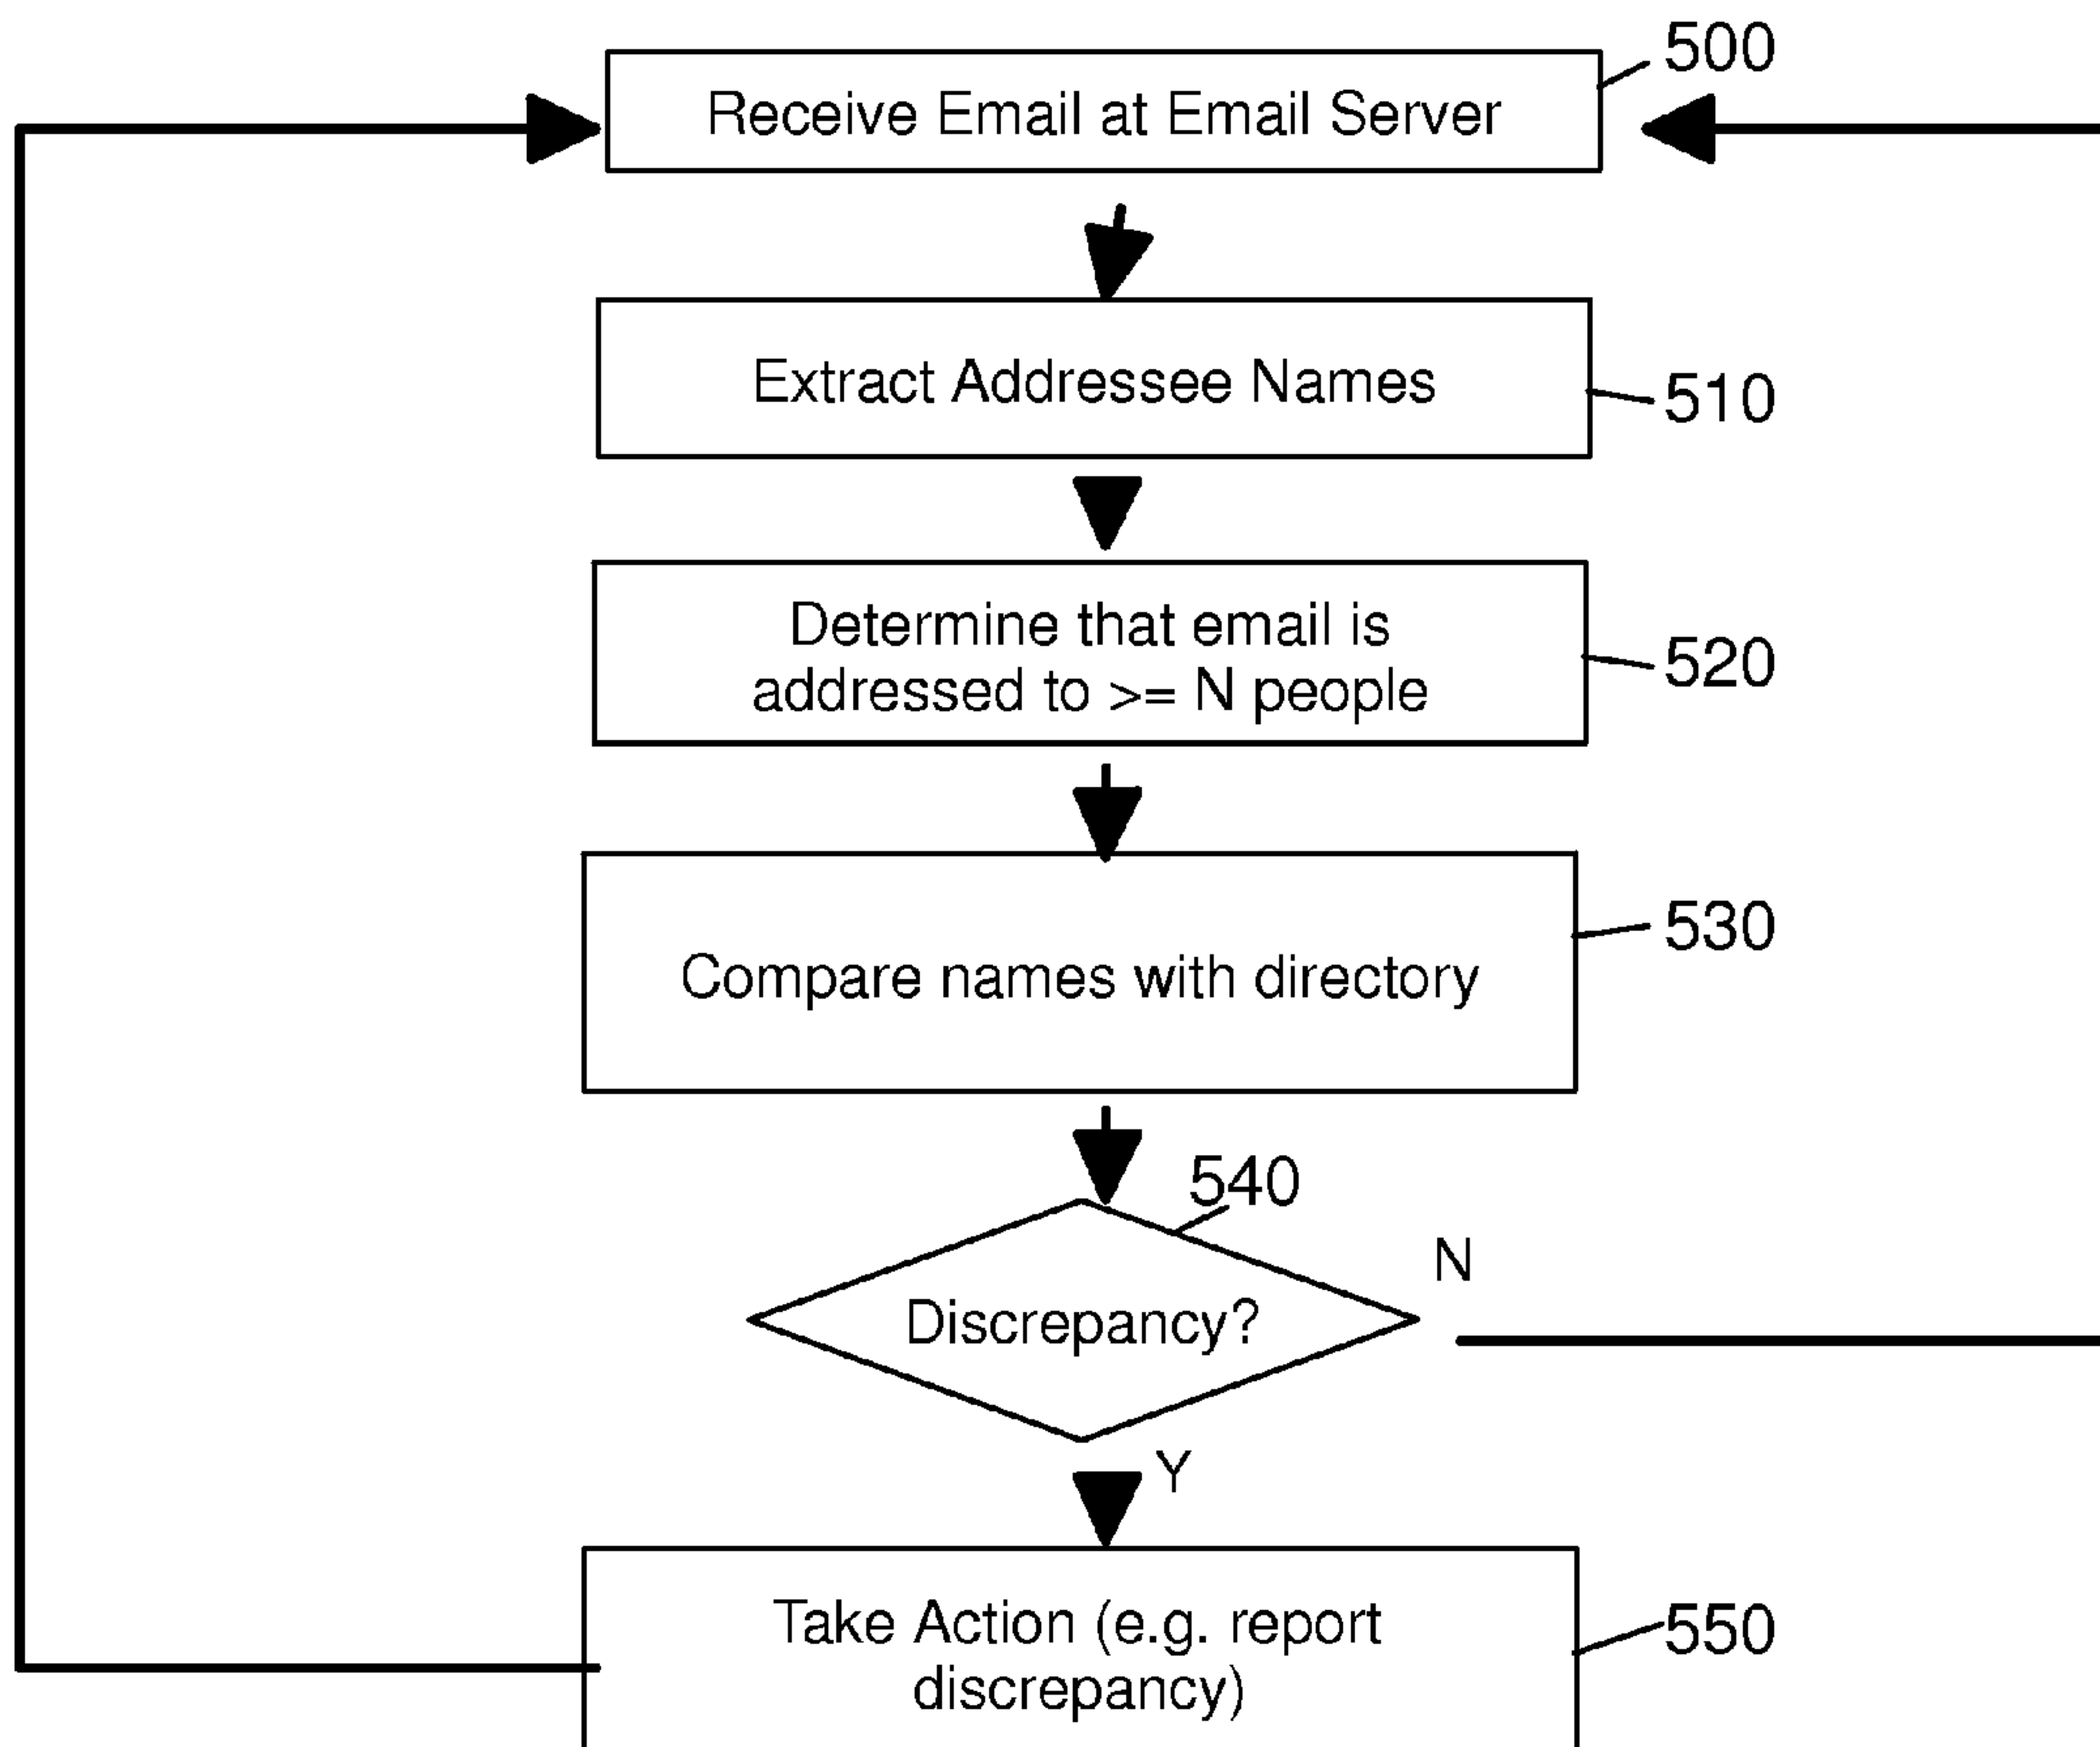 500
Receive Email at Email Server
Extract Addressee Names
510
Determine that email is
addressed to >= N people
520
530
Compare names with directory
540
N
Discrepancy?
Y
Take Action (e.g. report
discrepancy)
550